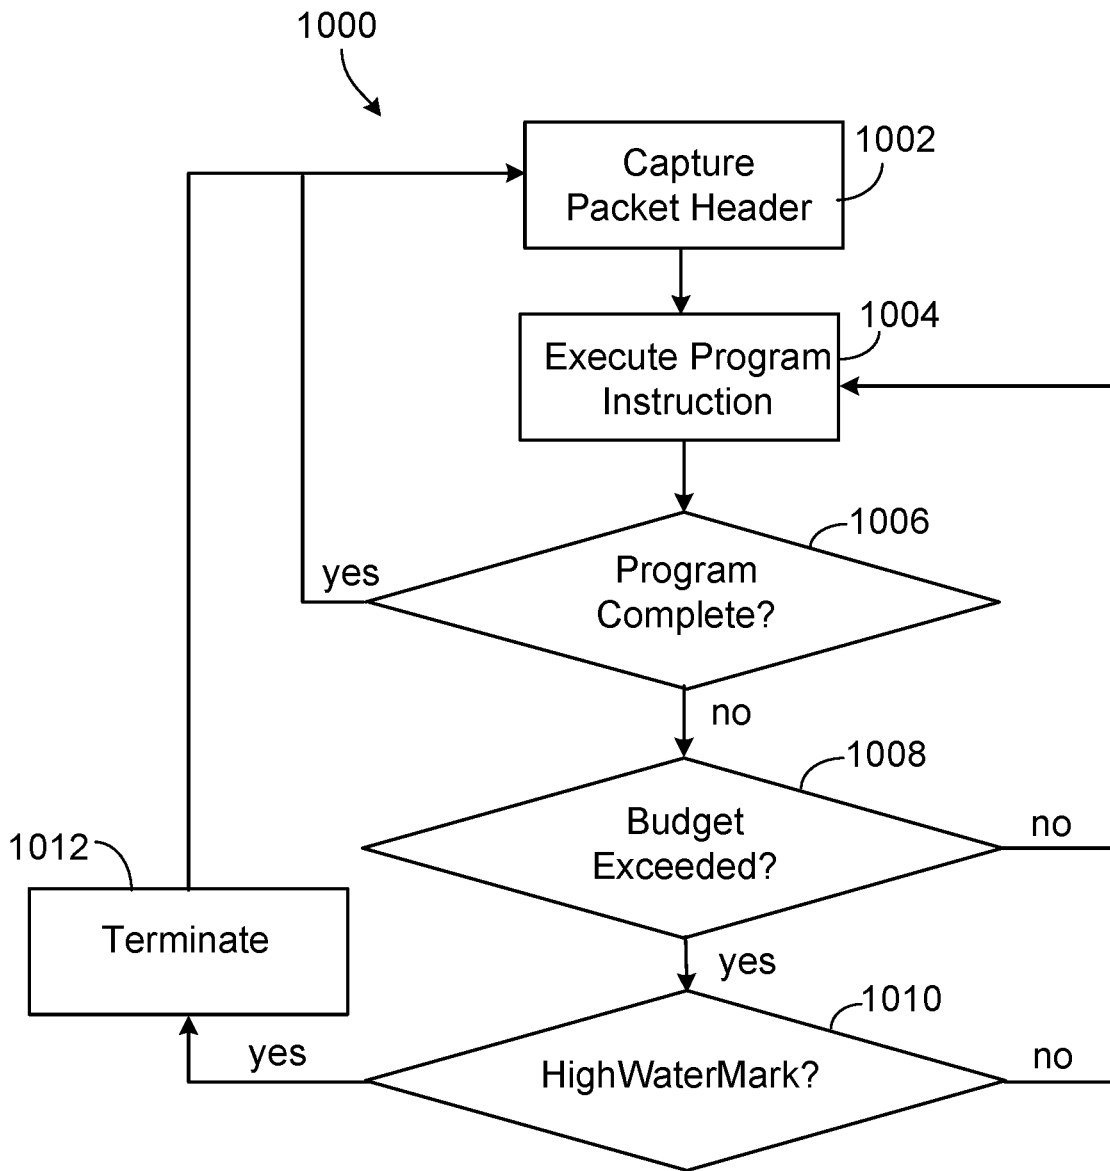 1000
Capture
Packet Header
1002
Execute Program
Instruction
1004
Program
Complete?
1006
yes
no
Budget
Exceeded?
1008
no
yes
1012
Terminate
HighWaterMark?
1010
yes
no